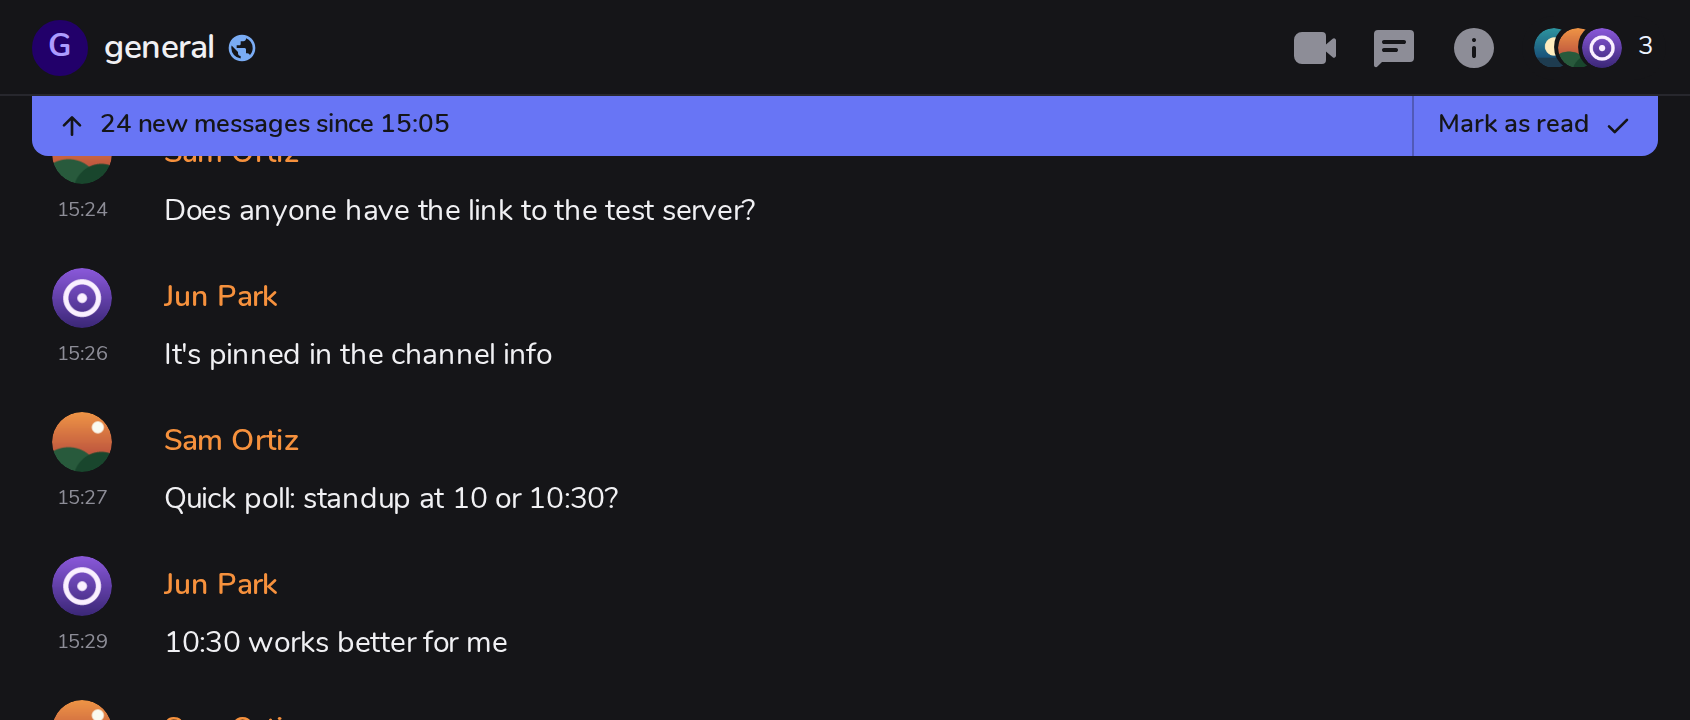 G general 3
24 new messages since 15:05 Mark as read
Sam Ortiz
15:24 Does anyone have the link to the test server?
Jun Park
15:26 It's pinned in the channel info
Sam Ortiz
15:27 Quick poll: standup at 10 or 10:30?
Jun Park
15:29 10:30 works better for me